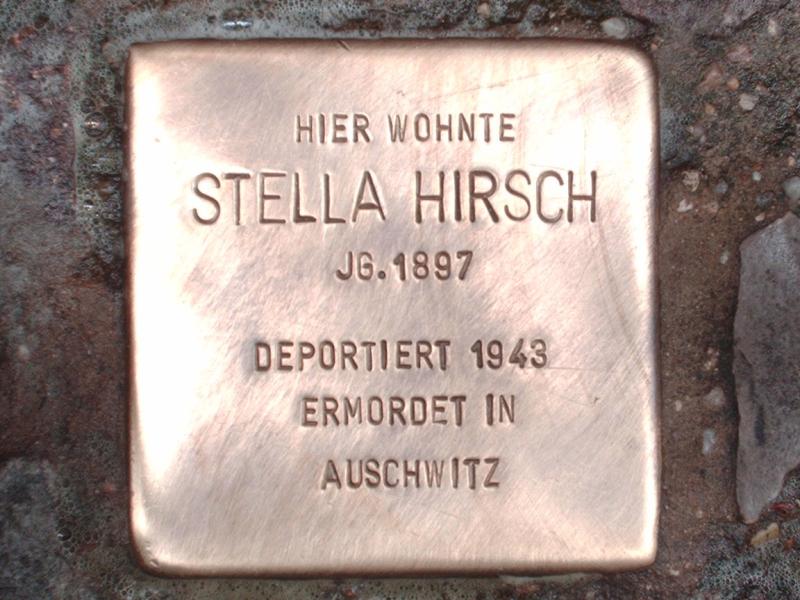 HIER WOHNTE
STELLA HIRSCH
JG.1897
DEPORTIERT 1943
ERMORDET IN
AUSCHWITZ